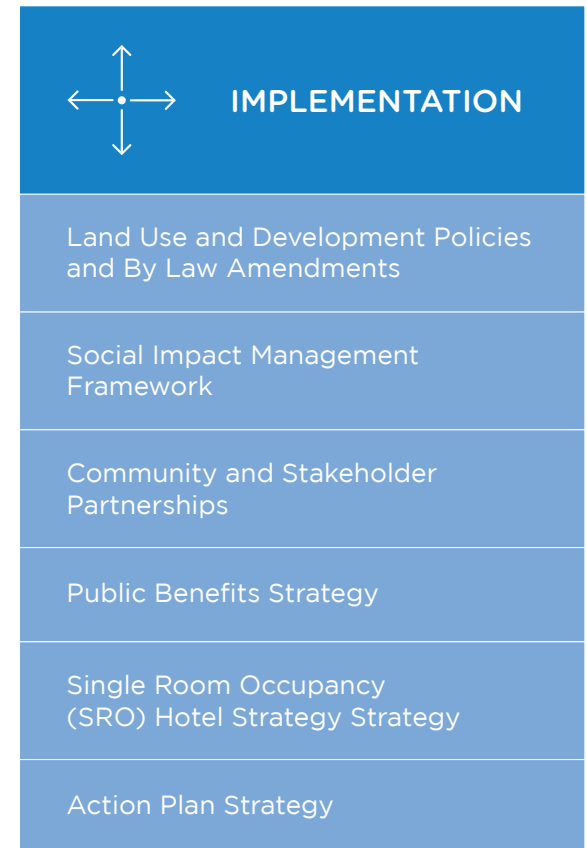 IMPLEMENTATION
Land Use and Development Policies
and By Law Amendments
Social Impact Management
Framework
Community and Stakeholder
Partnerships
Public Benefits Strategy
Single Room Occupancy
(SRO) Hotel Strategy Strategy
Action Plan Strategy